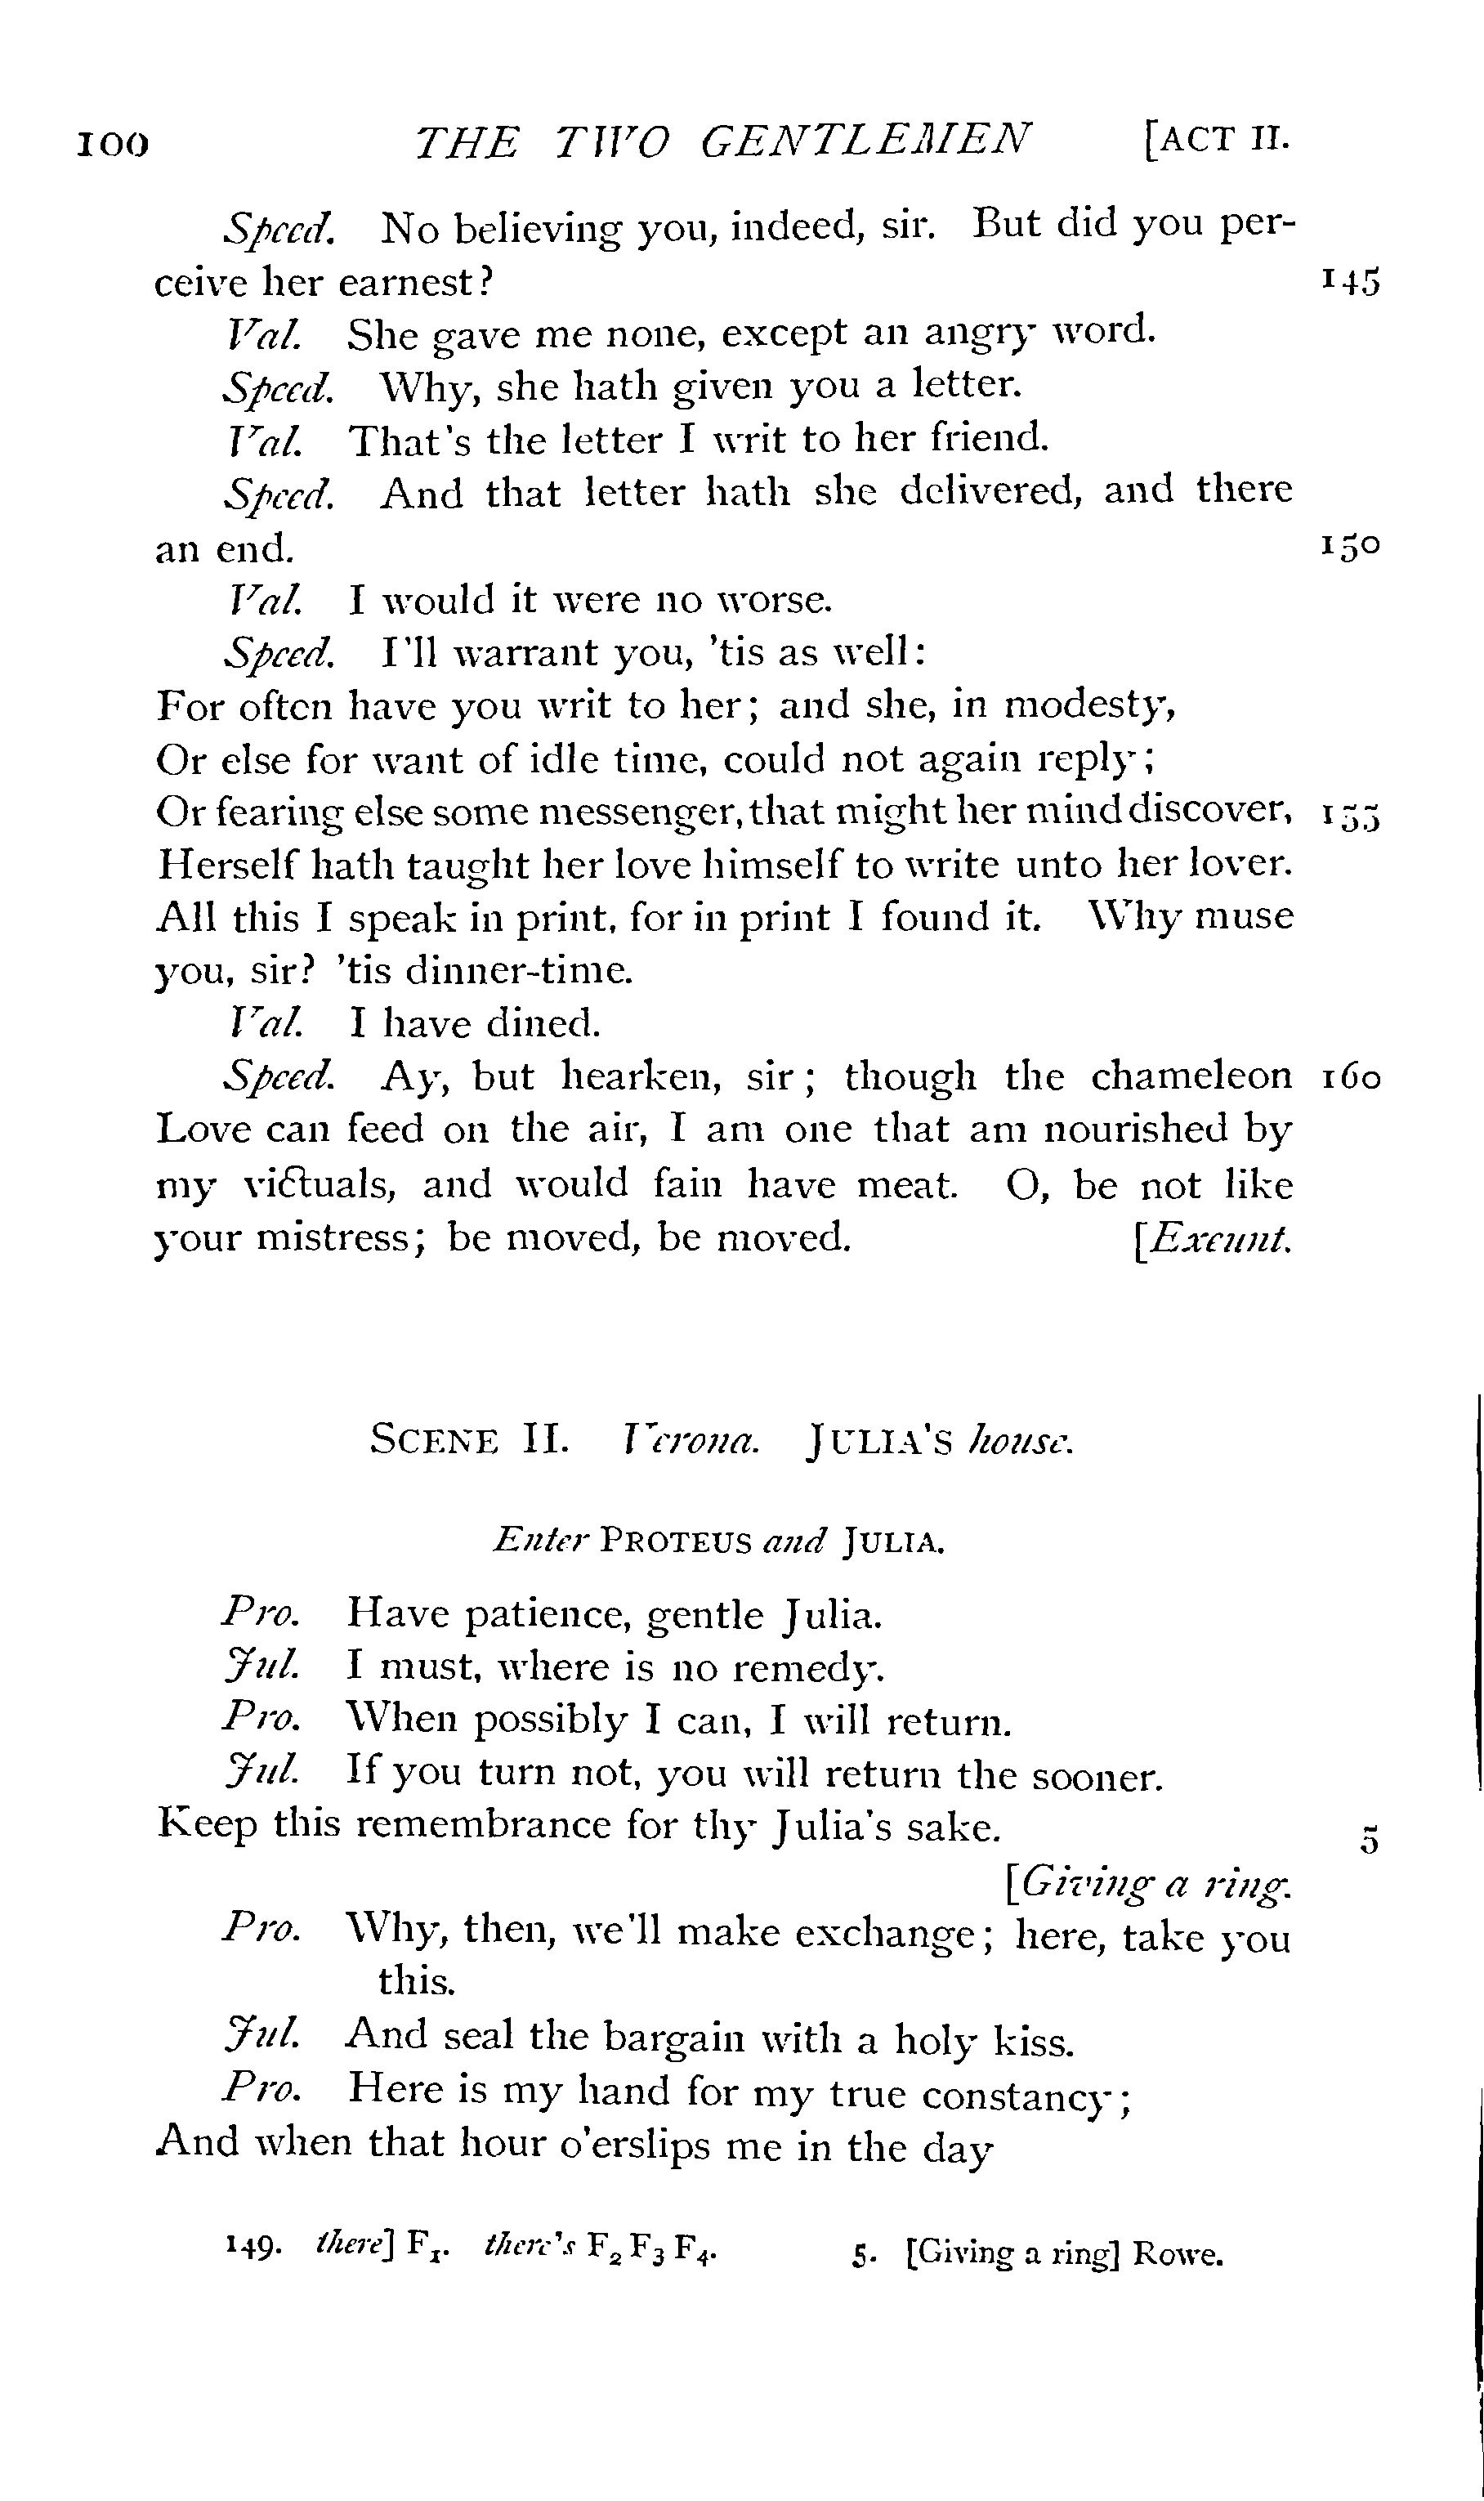 100 THE TWO GENTLEMEN [ACT II.
Speed. No believing you, indeed, sir. But did you per-
ceive her earnest? 145
Val. She gave me none, except an angry word.
Speed. Why, she hath given you a letter.
Val. That's the letter I writ to her friend.
Speed. And that letter hath she delivered, and there
an end. 150
Val. I would it were no worse.
Speed. I'll warrant you, 'tis as well:
For often have you writ to her; and she, in modesty,
Or else for want of idle time, could not again reply;
Or fearing else some messenger, that might her mind discover, 155
Herself hath taught her love himself to write unto her lover.
All this I speak in print, for in print I found it. Why muse
you, sir? 'tis dinner-time.
Val. I have dined.
Speed. Ay, but hearken, sir; though the chameleon 160
Love can feed on the air, I am one that am nourished by
my victuals, and would fain have meat. O, be not like
your mistress; be moved, be moved. [Exeunt.
SCENE II. Verona. JULIA'S house.
Enter PROTEUS and JULIA.
Pro. Have patience, gentle Julia.
Jul. I must, where is no remedy.
Pro. When possibly I can, I will return.
Jul. If you turn not, you will return the sooner.
Keep this remembrance for thy Julia's sake. 5
[Giving a ring.
Pro. Why, then, we'll make exchange; here, take you
this.
Jul. And seal the bargain with a holy kiss.
Pro. Here is my hand for my true constancy;
And when that hour o'erslips me in the day
149. there] F1. there's F2 F3 F4. 5. [Giving a ring] Rowe.